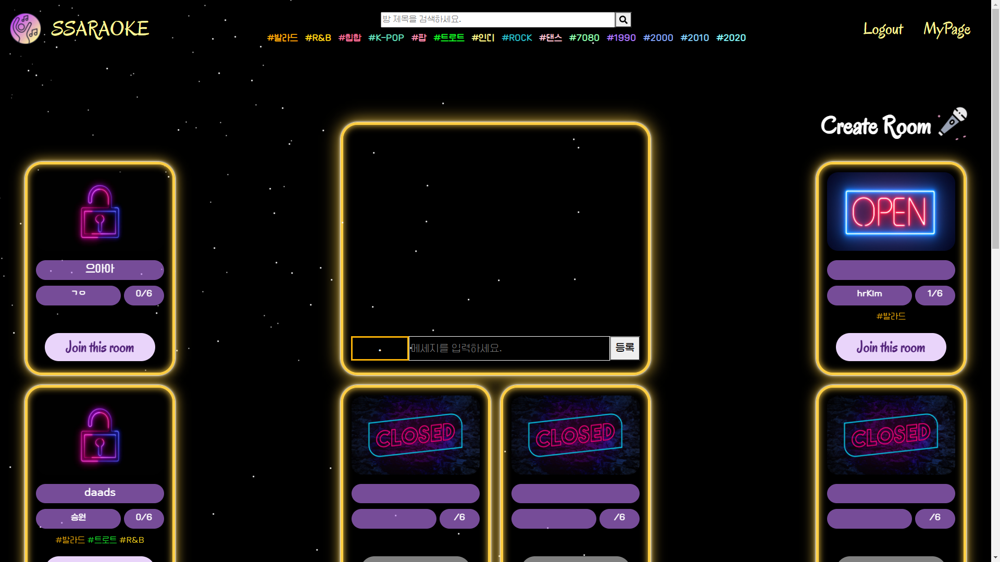 SSARAOKE
방 제목을 검색하세요.
#발라드 #R&B #힙합 #K-POP #팝 #트로트 #인디 #ROCK #댄스 #7080 #1990 #2000 #2010 #2020
Logout MyPage
Create Room
으아아
ㄱㅇ 0/6
Join this room
메세지를 입력하세요. 등록
OPEN
hrKim 1/6
#발라드
Join this room
daads
승원 0/6
#발라드 #트로트 #R&B
CLOSED
/6
CLOSED
/6
CLOSED
/6